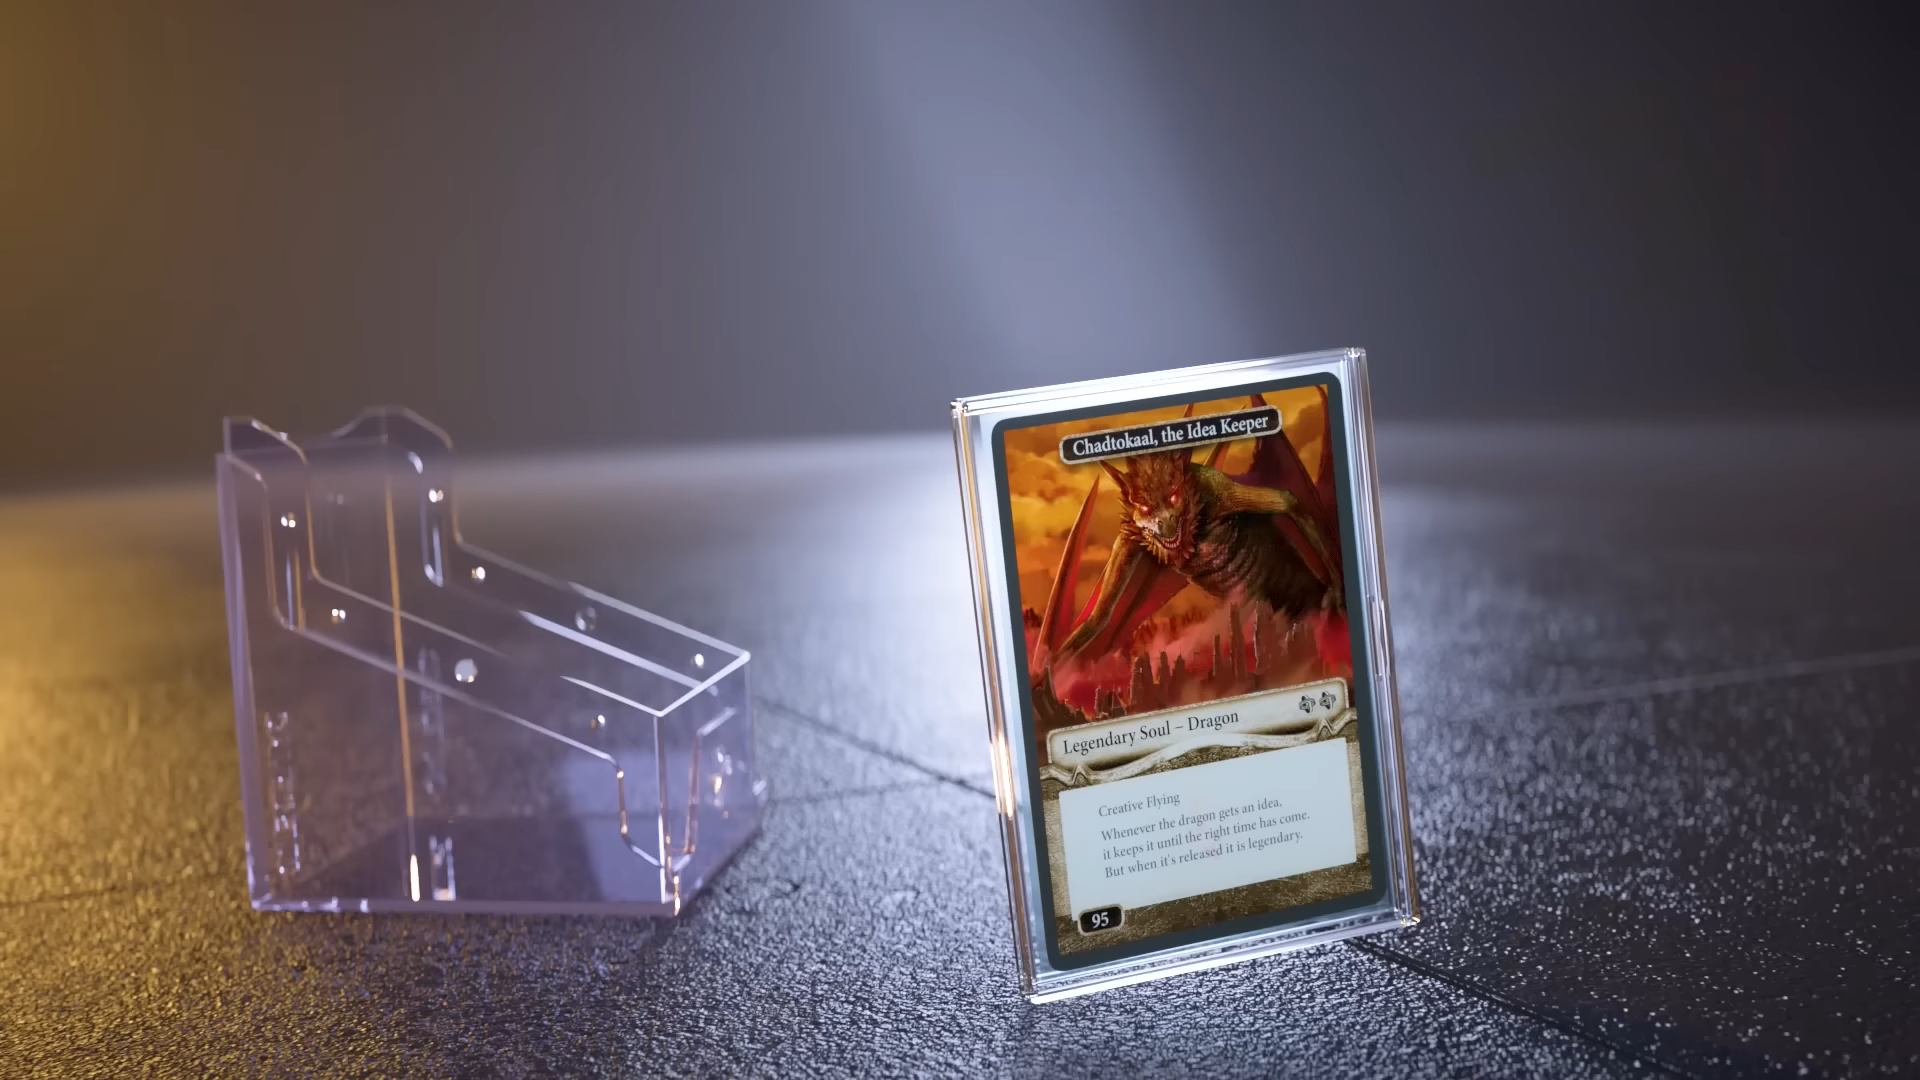 Chadtokaal, the Idea Keeper
Legendary Soul – Dragon
Creative Flying
Whenever the dragon gets an idea,
it keeps it until the right time has come.
But when it's released it is legendary.
95